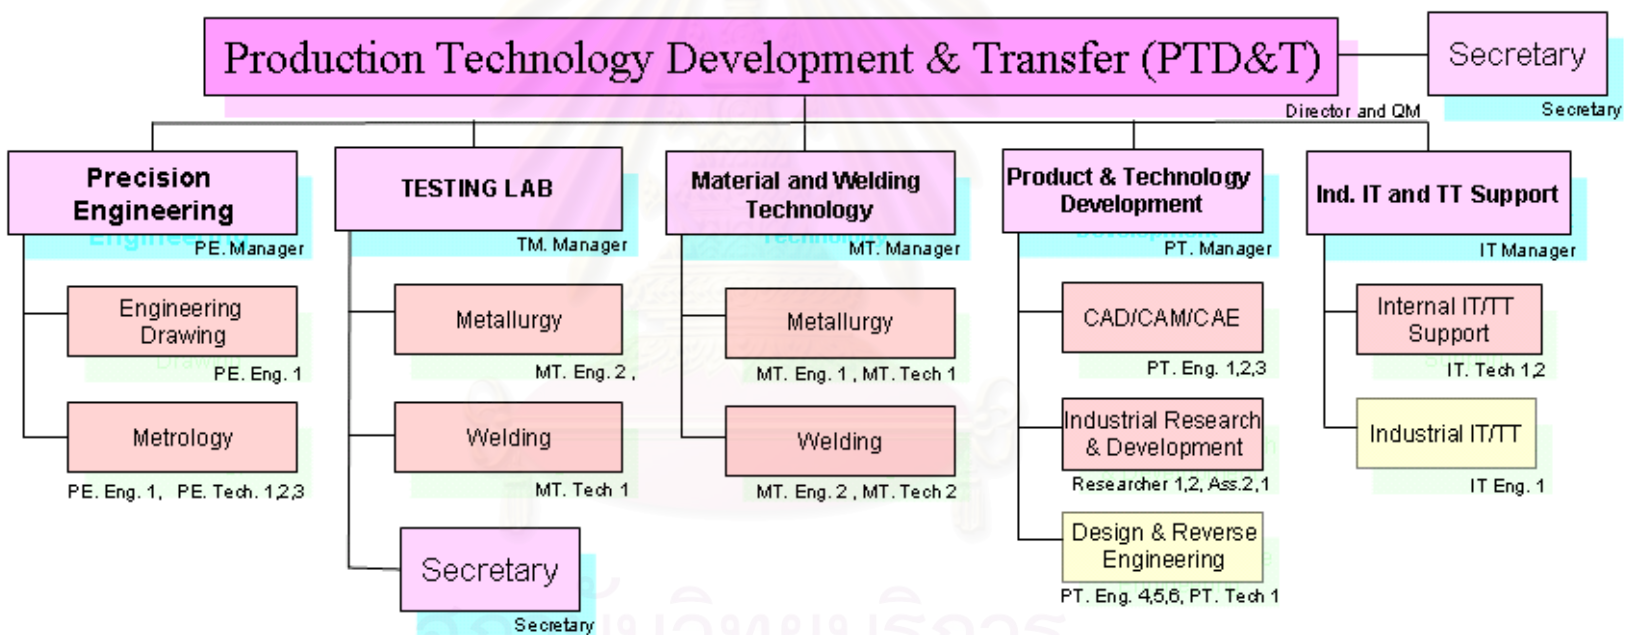 Production Technology Development & Transfer (PTD&T)
Secretary
Director and QM
Secretary
Precision
Engineering
PE. Manager
TESTING LAB
TM. Manager
Material and Welding
Technology
MT. Manager
Product & Technology
Development
PT. Manager
Ind. IT and TT Support
IT Manager
Engineering
Drawing
PE. Eng. 1
Metrology
PE. Eng. 1, PE. Tech. 1,2,3
Metallurgy
MT. Eng. 2 ,
Welding
MT. Tech 1
Secretary
Secretary
Metallurgy
MT. Eng. 1 , MT. Tech 1
Welding
MT. Eng. 2 , MT. Tech 2
CAD/CAM/CAE
PT. Eng. 1,2,3
Industrial Research
& Development
Researcher 1,2, Ass.2,1
Design & Reverse
Engineering
PT. Eng. 4,5,6, PT. Tech 1
Internal IT/TT
Support
IT. Tech 1,2
Industrial IT/TT
IT Eng. 1